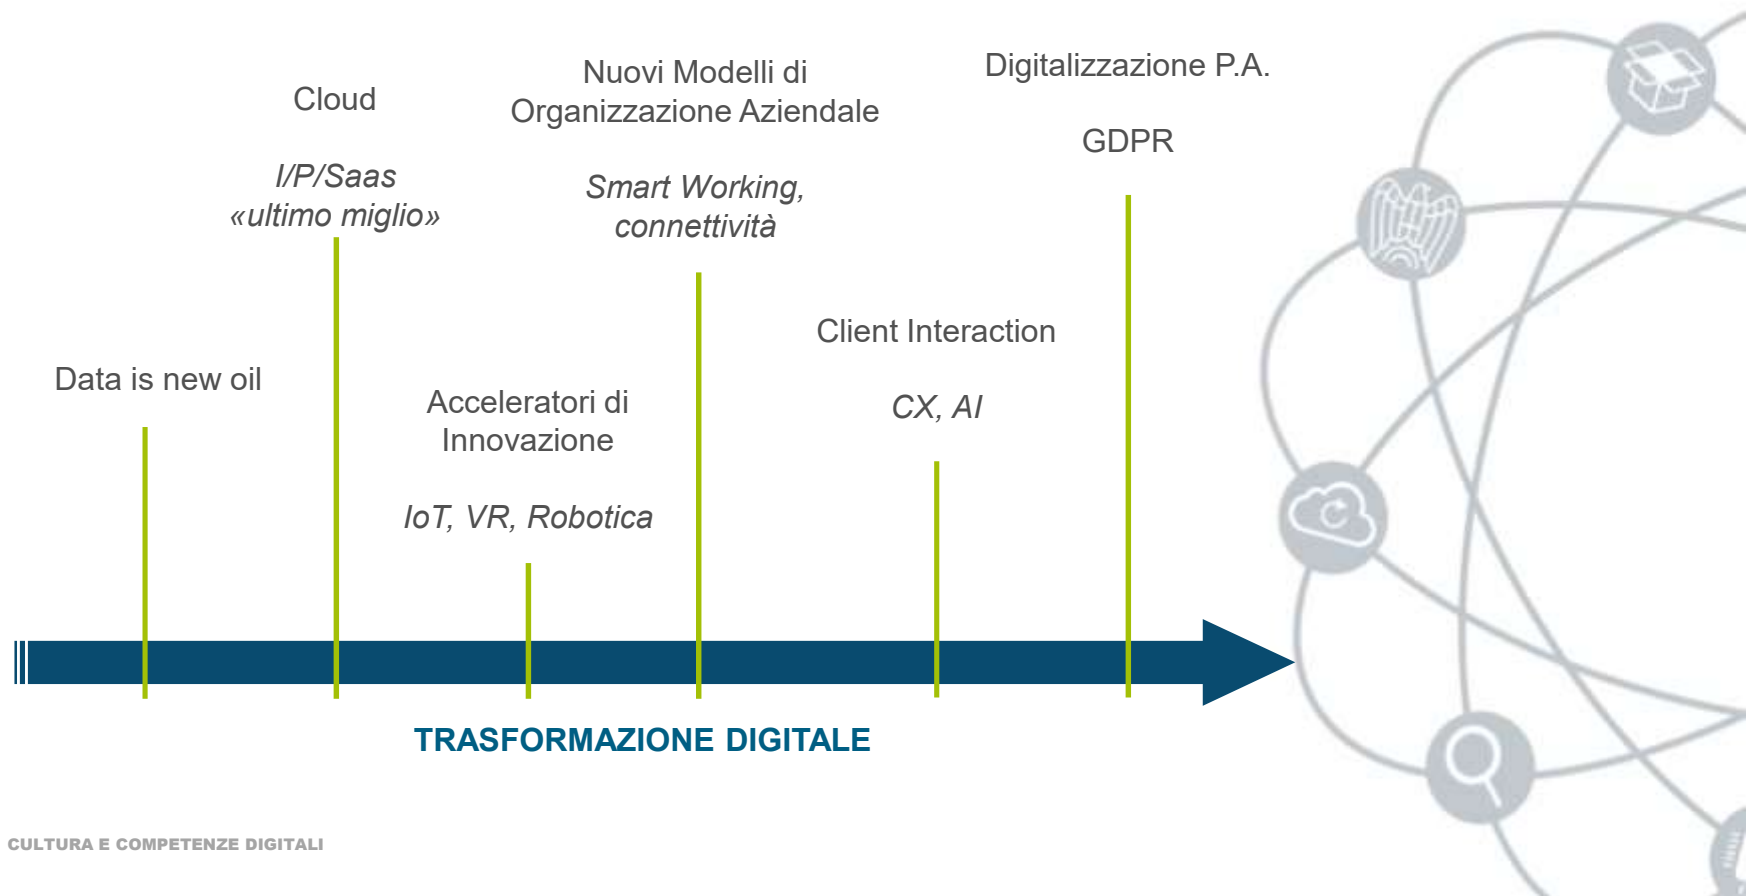 Data is new oil
Cloud
I/P/Saas
«ultimo miglio»
Acceleratori di
Innovazione
IoT, VR, Robotica
Nuovi Modelli di
Organizzazione Aziendale
Smart Working,
connettività
Client Interaction
CX, AI
Digitalizzazione P.A.
GDPR
TRASFORMAZIONE DIGITALE
CULTURA E COMPETENZE DIGITALI